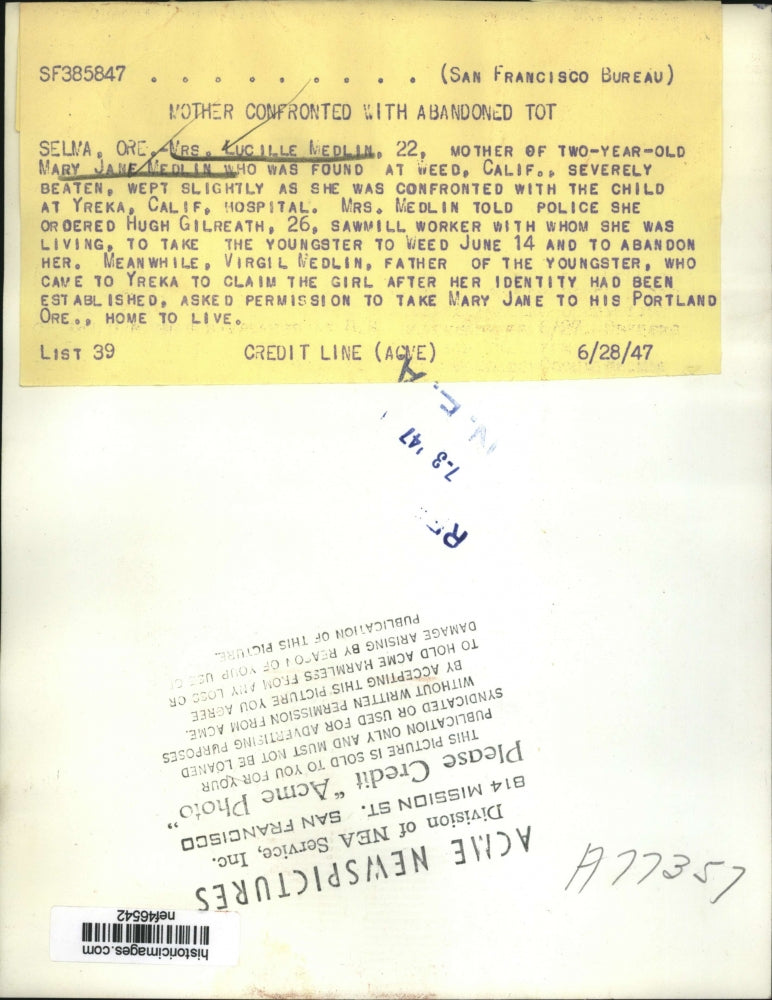 SF385847 . . . . . . . . . . (SAN FRANCISCO BUREAU)
MOTHER CONFRONTED WITH ABANDONED TOT
SELMA, ORE.-MRS. LUCILLE MEDLIN, 22, MOTHER OF TWO-YEAR-OLD
MARY JANE MEDLIN WHO WAS FOUND AT WEED, CALIF., SEVERELY
BEATEN, WEPT SLIGHTLY AS SHE WAS CONFRONTED WITH THE CHILD
AT YREKA, CALIF, HOSPITAL. MRS. MEDLIN TOLD POLICE SHE
ORDERED HUGH GILREATH, 26, SAWMILL WORKER WITH WHOM SHE WAS
LIVING, TO TAKE THE YOUNGSTER TO WEED JUNE 14 AND TO ABANDON
HER. MEANWHILE, VIRGIL MEDLIN, FATHER OF THE YOUNGSTER, WHO
CAME TO YREKA TO CLAIM THE GIRL AFTER HER IDENTITY HAD BEEN
ESTABLISHED, ASKED PERMISSION TO TAKE MARY JANE TO HIS PORTLAND
ORE., HOME TO LIVE.
LIST 39 CREDIT LINE (ACME) 6/28/47
N. E. A
7-3 '47
ACME NEWSPICTURES
Division of NEA Service, Inc.
814 MISSION ST. SAN FRANCISCO
Please Credit "Acme Photo"
THIS PICTURE IS SOLD TO YOU FOR YOUR
PUBLICATION ONLY AND MUST NOT BE LOANED
SYNDICATED OR USED FOR ADVERTISING PURPOSES
WITHOUT WRITTEN PERMISSION FROM ACME.
BY ACCEPTING THIS PICTURE YOU AGREE
TO HOLD ACME HARMLESS FROM ANY LOSS OR
DAMAGE ARISING BY REASON OF YOUR USE OF
PUBLICATION OF THIS PICTURE.
A77357
historicimages.com
nef46542